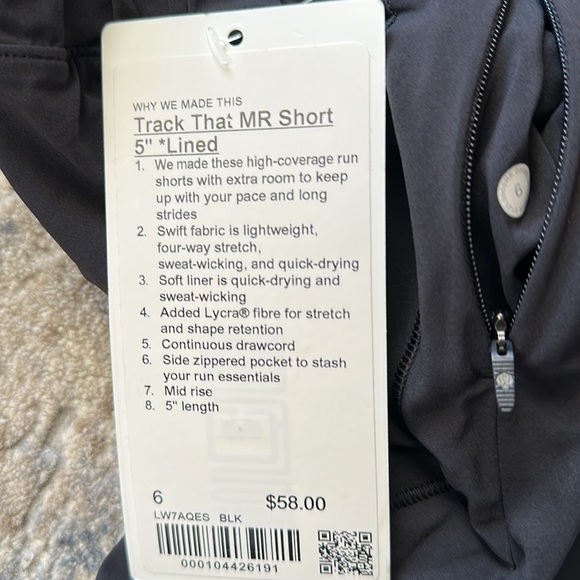 WHY WE MADE THIS
Track That MR Short
5" *Lined
1. We made these high-coverage run
shorts with extra room to keep
up with your pace and long
strides
2. Swift fabric is lightweight,
four-way stretch,
sweat-wicking, and quick-drying
3. Soft liner is quick-drying and
sweat-wicking
4. Added Lycra® fibre for stretch
and shape retention
5. Continuous drawcord
6. Side zippered pocket to stash
your run essentials
7. Mid rise
8. 5" length
6 $58.00
LW7AQES BLK
000104426191
6